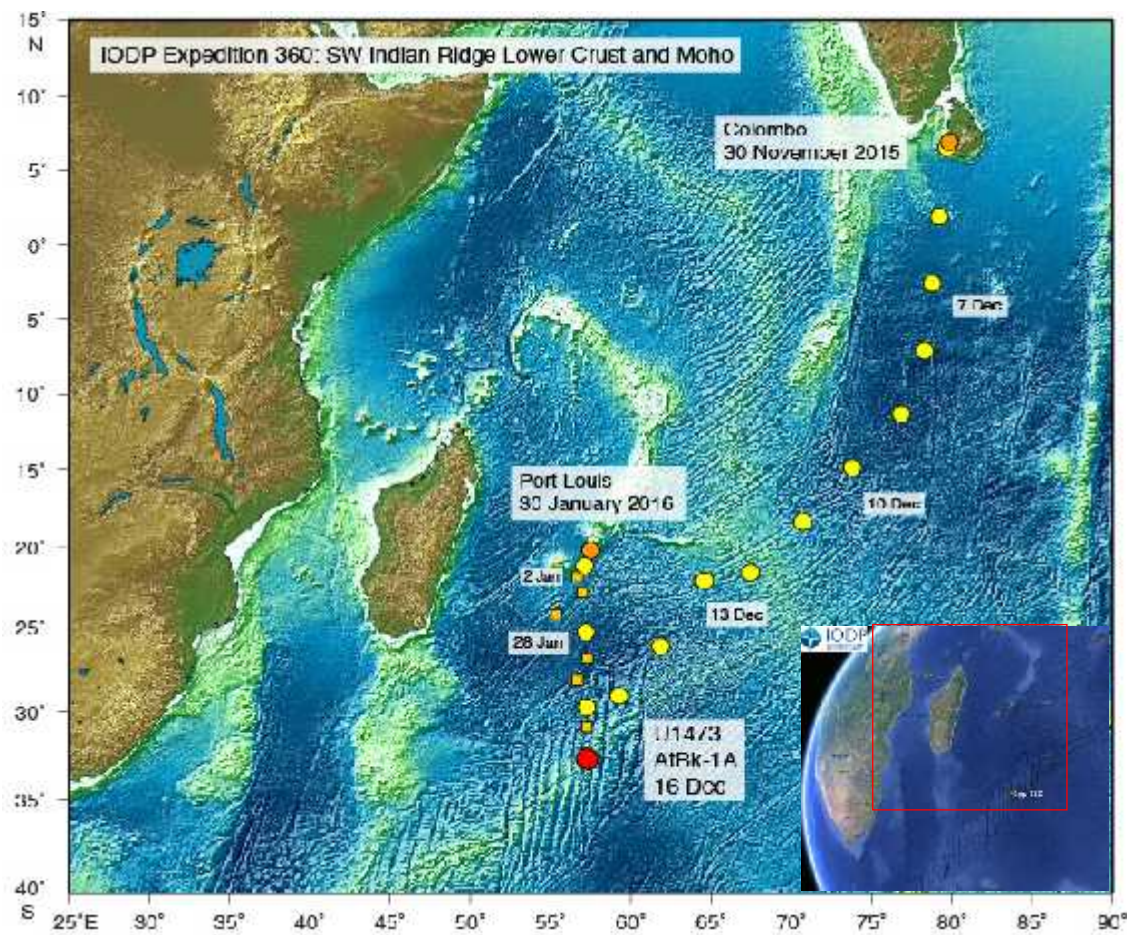 15°
N
IODP Expedition 360: SW Indian Ridge Lower Crust and Moho
10°
Colombo
30 November 2015
5°
0°
7 Dec
5°
10°
15°
Port Louis
30 January 2016
10 Dec
20°
2 Jan
13 Dec
25°
28 Jan
IODP
30°
U1473
AtBk-1A
16 Dec
35°
40°
S
25°E
30°
35°
40°
45°
50°
55°
60°
65°
70°
75°
80°
85°
90°